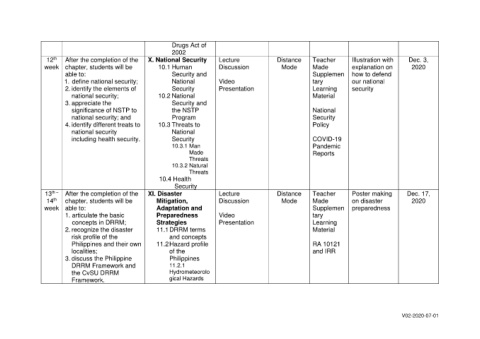 Drugs Act of
2002
12th
week
After the completion of the
chapter, students will be
able to:
1. define national security;
2. identify the elements of
national security;
3. appreciate the
significance of NSTP to
national security; and
4. identify different treats to
national security
including health security.
X. National Security
10.1 Human
Security and
National
Security
10.2 National
Security and
the NSTP
Program
10.3 Threats to
National
Security
10.3.1 Man
Made
Threats
10.3.2 Natural
Threats
10.4 Health
Security
Lecture
Discussion
Video
Presentation
Distance
Mode
Teacher
Made
Supplemen
tary
Learning
Material
National
Security
Policy
COVID-19
Pandemic
Reports
Illustration with
explanation on
how to defend
our national
security
Dec. 3,
2020
13th –
14th
week
After the completion of the
chapter, students will be
able to:
1. articulate the basic
concepts in DRRM;
2. recognize the disaster
risk profile of the
Philippines and their own
localities;
3. discuss the Philippine
DRRM Framework and
the CvSU DRRM
Framework.
XI. Disaster
Mitigation,
Adaptation and
Preparedness
Strategies
11.1 DRRM terms
and concepts
11.2 Hazard profile
of the
Philippines
11.2.1
Hydrometeorolo
gical Hazards
Lecture
Discussion
Video
Presentation
Distance
Mode
Teacher
Made
Supplemen
tary
Learning
Material
RA 10121
and IRR
Poster making
on disaster
preparedness
Dec. 17,
2020
V02-2020-07-01